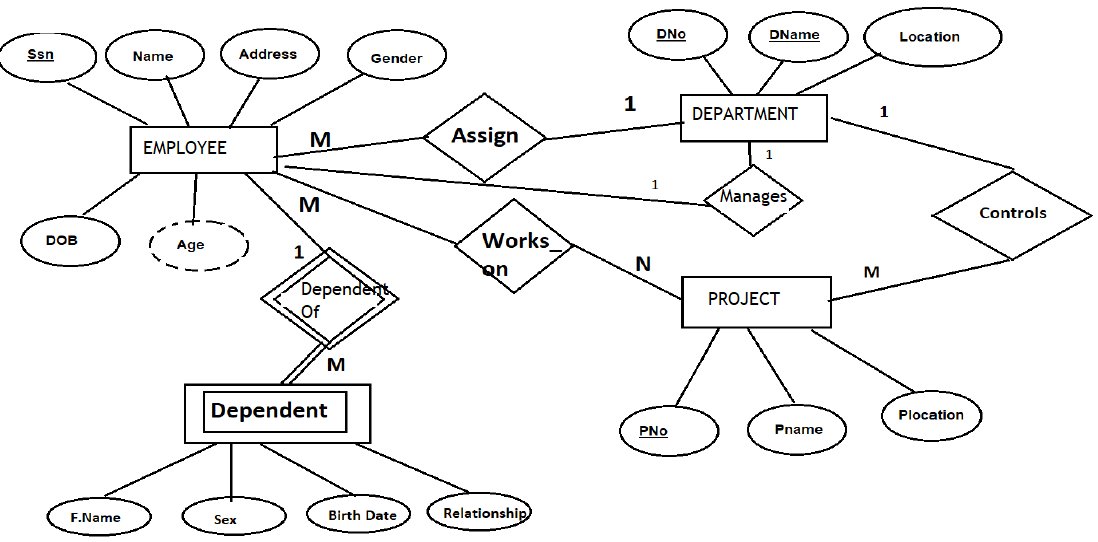 Ssn
Name
Address
Gender
DNo
DName
Location
EMPLOYEE
M
Assign
1
DEPARTMENT
1
1
1
Manages
Controls
DOB
Age
M
1
Works_
on
N
M
Dependent
Of
PROJECT
M
Dependent
PNo
Pname
Plocation
F.Name
Sex
Birth Date
Relationship